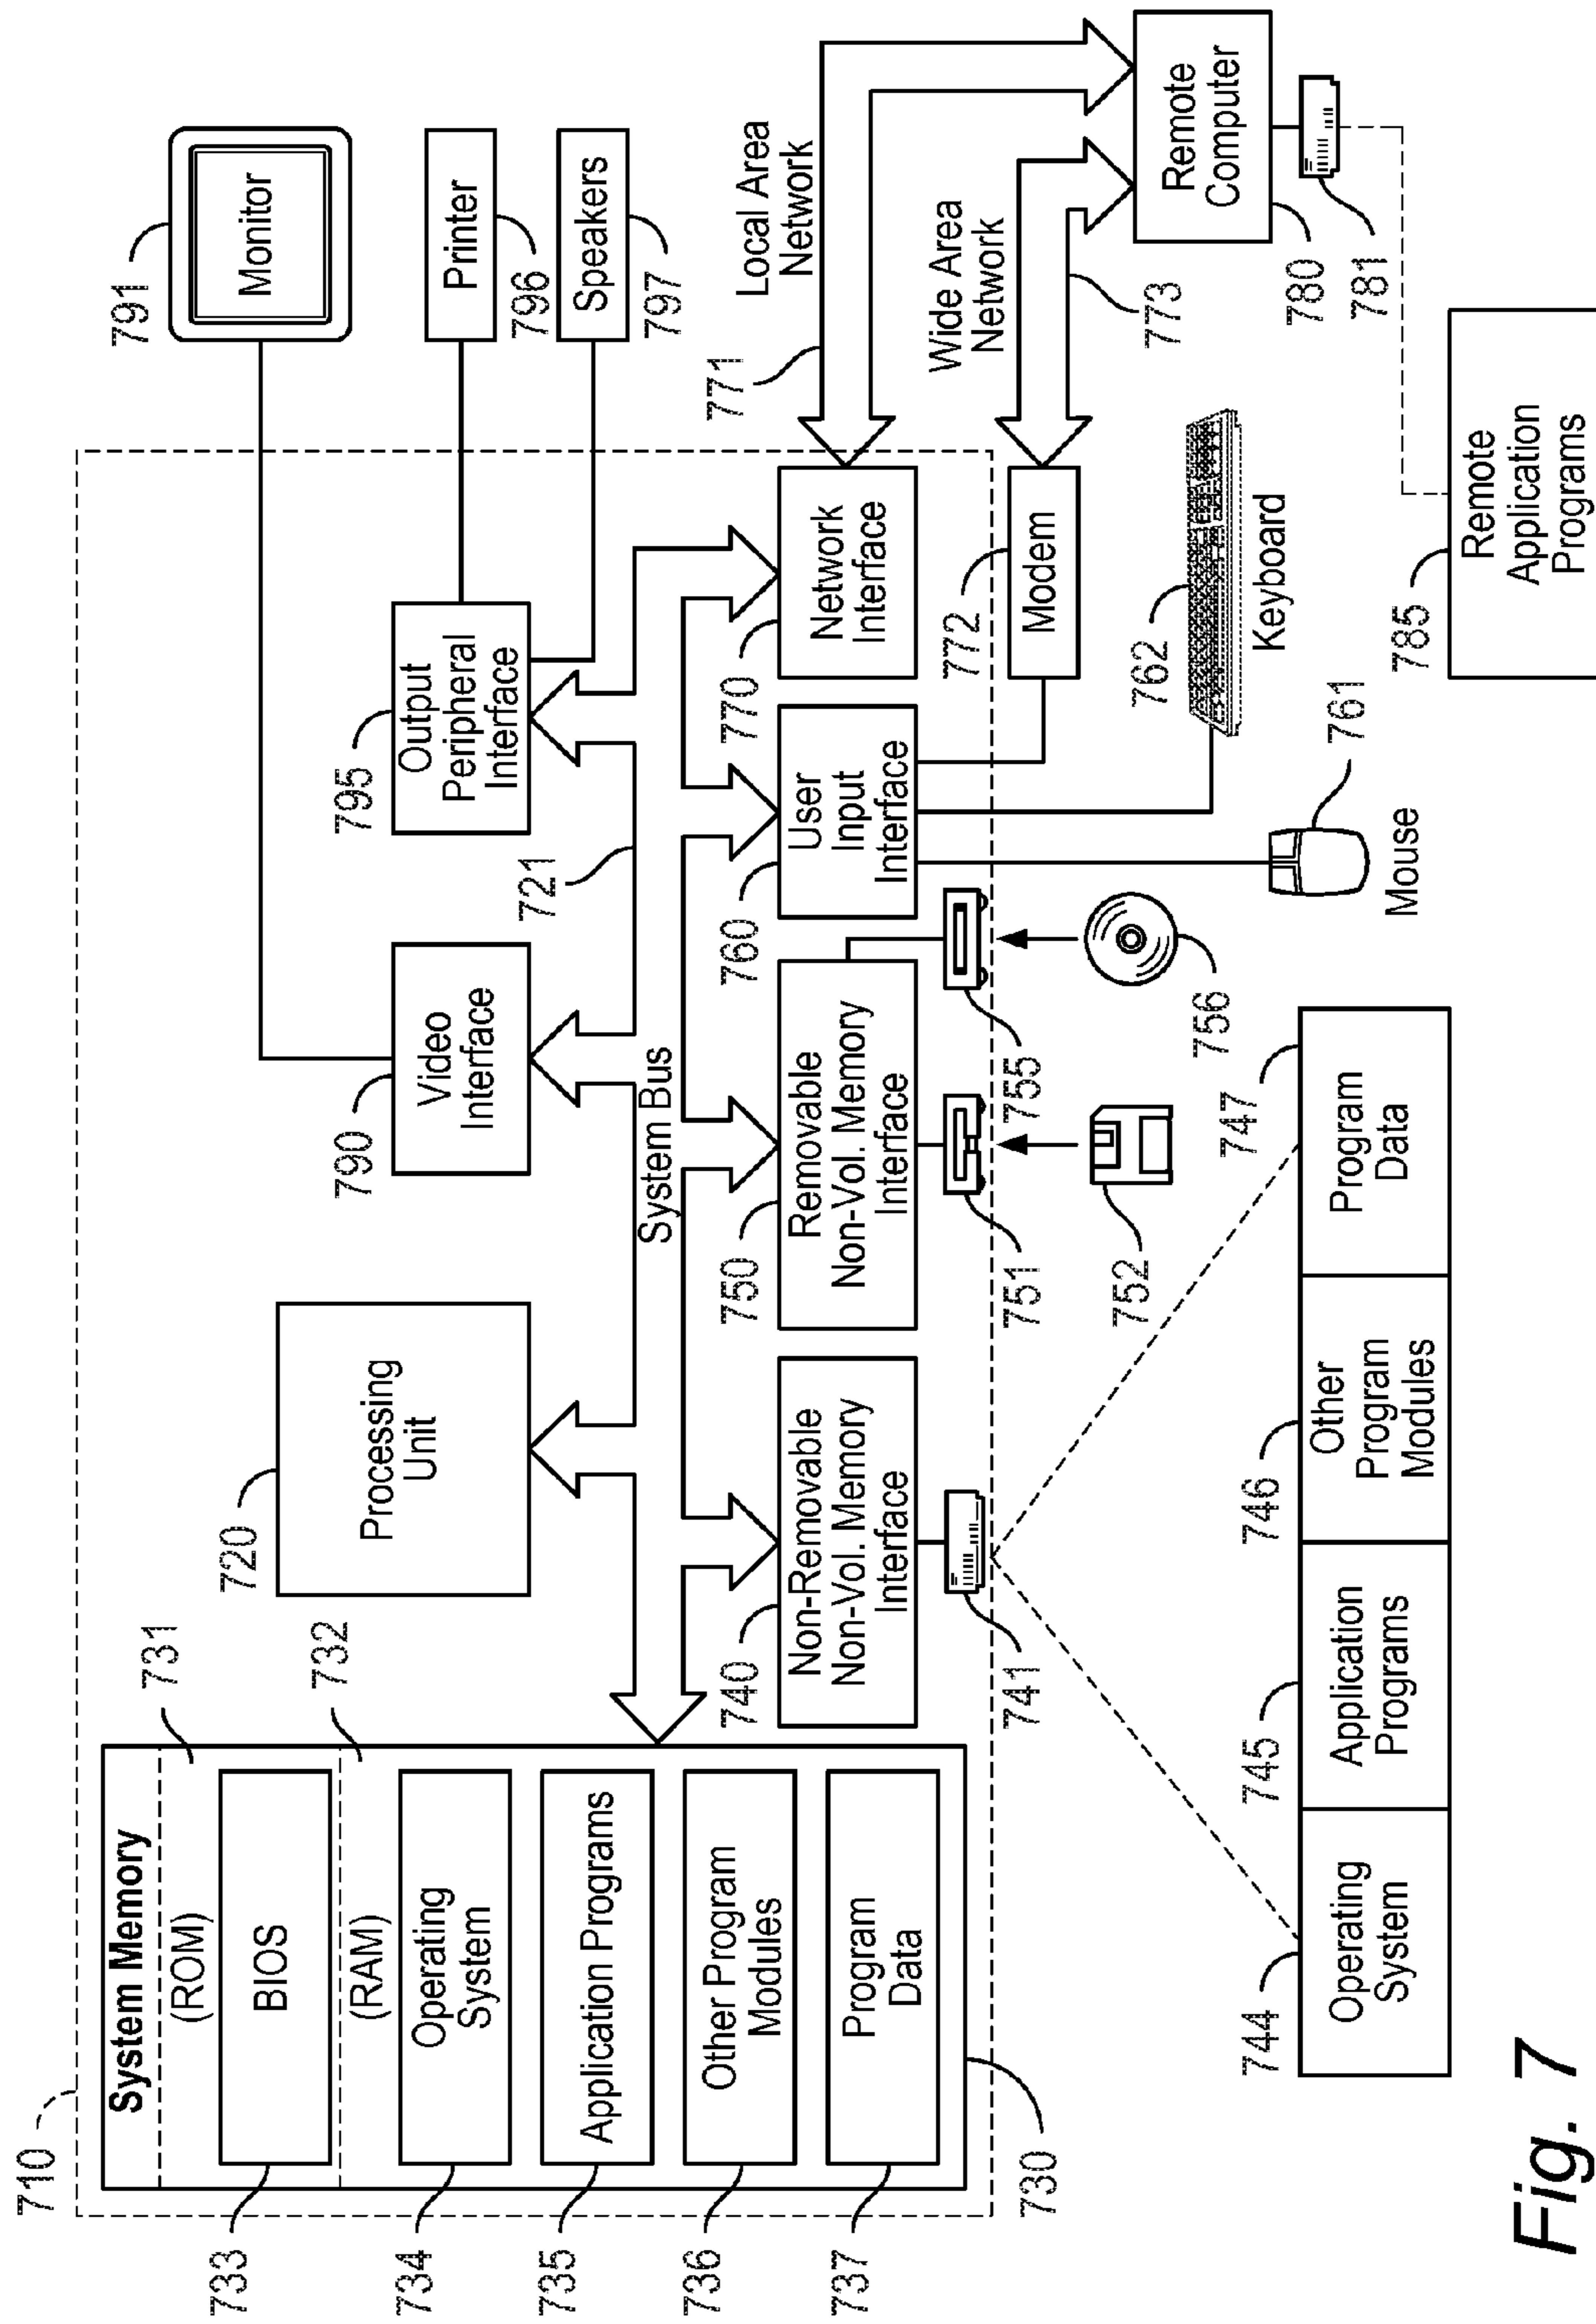 710
System Memory
(ROM)
731
BIOS
733
(RAM)
732
Operating
System
734
Application Programs
735
Other Program
Modules
736
Program
Data
737
730
720
Processing
Unit
790
Video
Interface
795
Output
Peripheral
Interface
791
Monitor
Printer
796
Speakers
797
System Bus
721
740
Non-Removable
Non-Vol. Memory
Interface
750
Removable
Non-Vol. Memory
Interface
760
User
Input
Interface
770
Network
Interface
771
Local Area
Network
741
751
755
772
Modem
Wide Area
Network
773
Remote
Computer
780
781
752
756
762
Keyboard
761
Mouse
744
Operating
System
745
Application
Programs
746
Other
Program
Modules
747
Program
Data
785
Remote
Application
Programs
Fig. 7